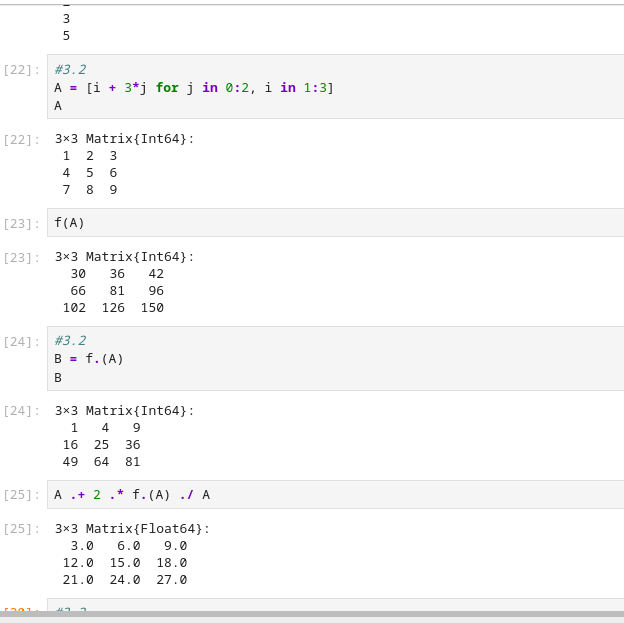 3
5
[22]: #3.2
A = [i + 3*j for j in 0:2, i in 1:3]
A
[22]: 3×3 Matrix{Int64}:
1 2 3
4 5 6
7 8 9
[23]: f(A)
[23]: 3×3 Matrix{Int64}:
30 36 42
66 81 96
102 126 150
[24]: #3.2
B = f.(A)
B
[24]: 3×3 Matrix{Int64}:
1 4 9
16 25 36
49 64 81
[25]: A .+ 2 .* f.(A) ./ A
[25]: 3×3 Matrix{Float64}:
3.0 6.0 9.0
12.0 15.0 18.0
21.0 24.0 27.0